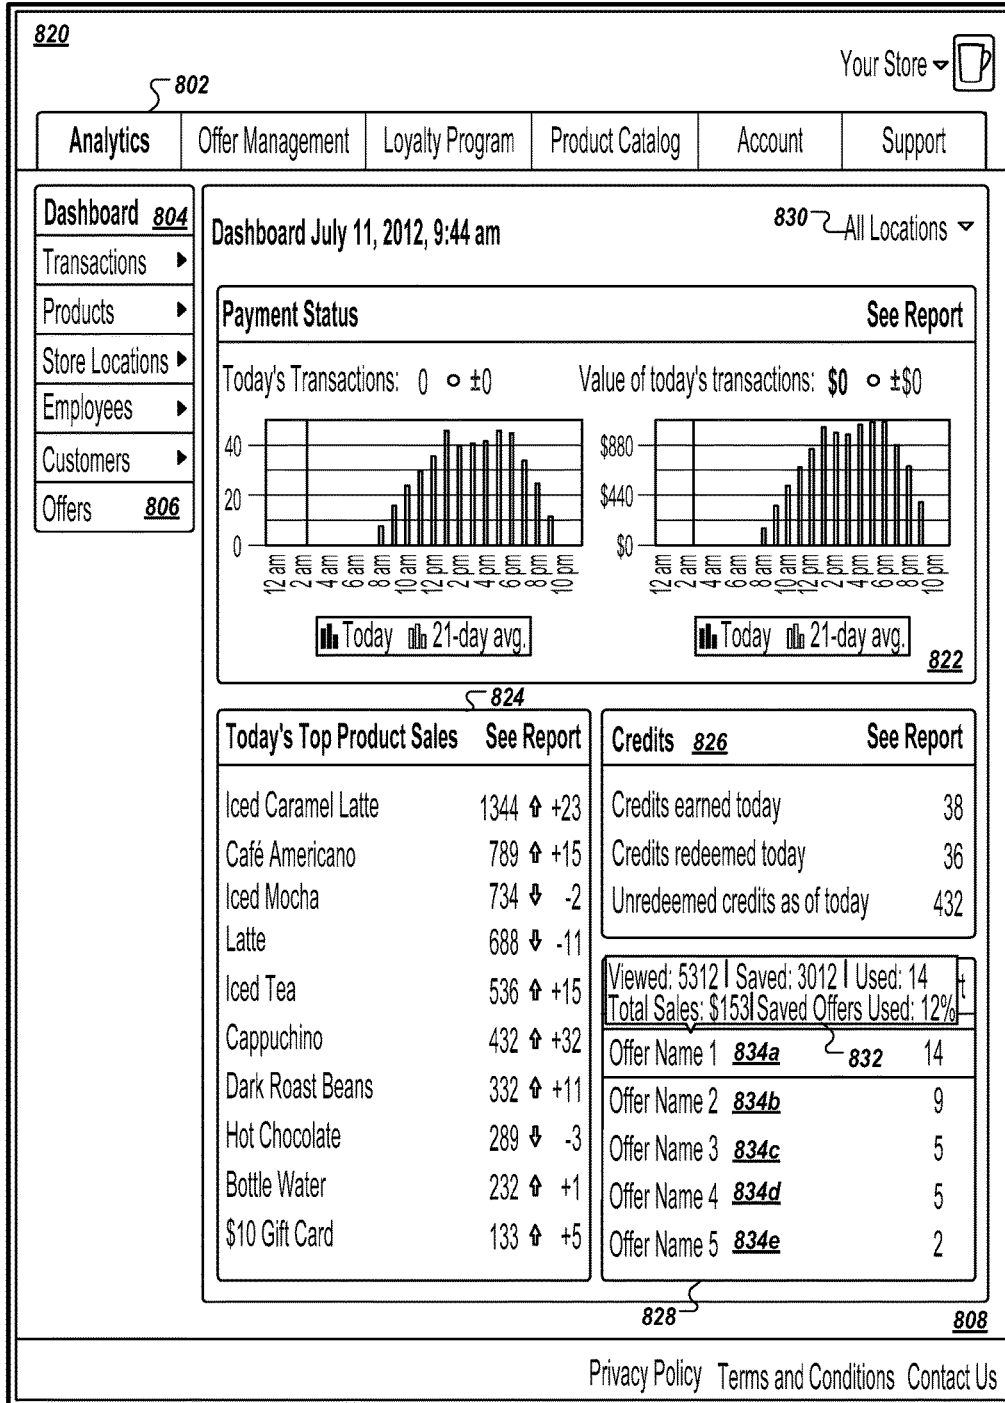 820
Your Store
802
Analytics Offer Management Loyalty Program Product Catalog Account Support
Dashboard 804
Transactions
Products
Store Locations
Employees
Customers
Offers 806
Dashboard July 11, 2012, 9:44 am
830 All Locations
Payment Status See Report
Today's Transactions: 0 ±0
Value of today's transactions: $0 ±$0
40
20
0
12 am 2 am 4 am 6 am 8 am 10 am 12 pm 2 pm 4 pm 6 pm 8 pm 10 pm
Today 21-day avg.
$880
$440
$0
12 am 2 am 4 am 6 am 8 am 10 am 12 pm 2 pm 4 pm 6 pm 8 pm 10 pm
Today 21-day avg.
822
824
Today's Top Product Sales See Report
Iced Caramel Latte 1344 +23
Café Americano 789 +15
Iced Mocha 734 -2
Latte 688 -11
Iced Tea 536 +15
Cappuchino 432 +32
Dark Roast Beans 332 +11
Hot Chocolate 289 -3
Bottle Water 232 +1
$10 Gift Card 133 +5
Credits 826 See Report
Credits earned today 38
Credits redeemed today 36
Unredeemed credits as of today 432
Viewed: 5312 | Saved: 3012 | Used: 14 t
Total Sales: $153 | Saved Offers Used: 12%
Offer Name 1 834a 832 14
Offer Name 2 834b 9
Offer Name 3 834c 5
Offer Name 4 834d 5
Offer Name 5 834e 2
828
808
Privacy Policy Terms and Conditions Contact Us